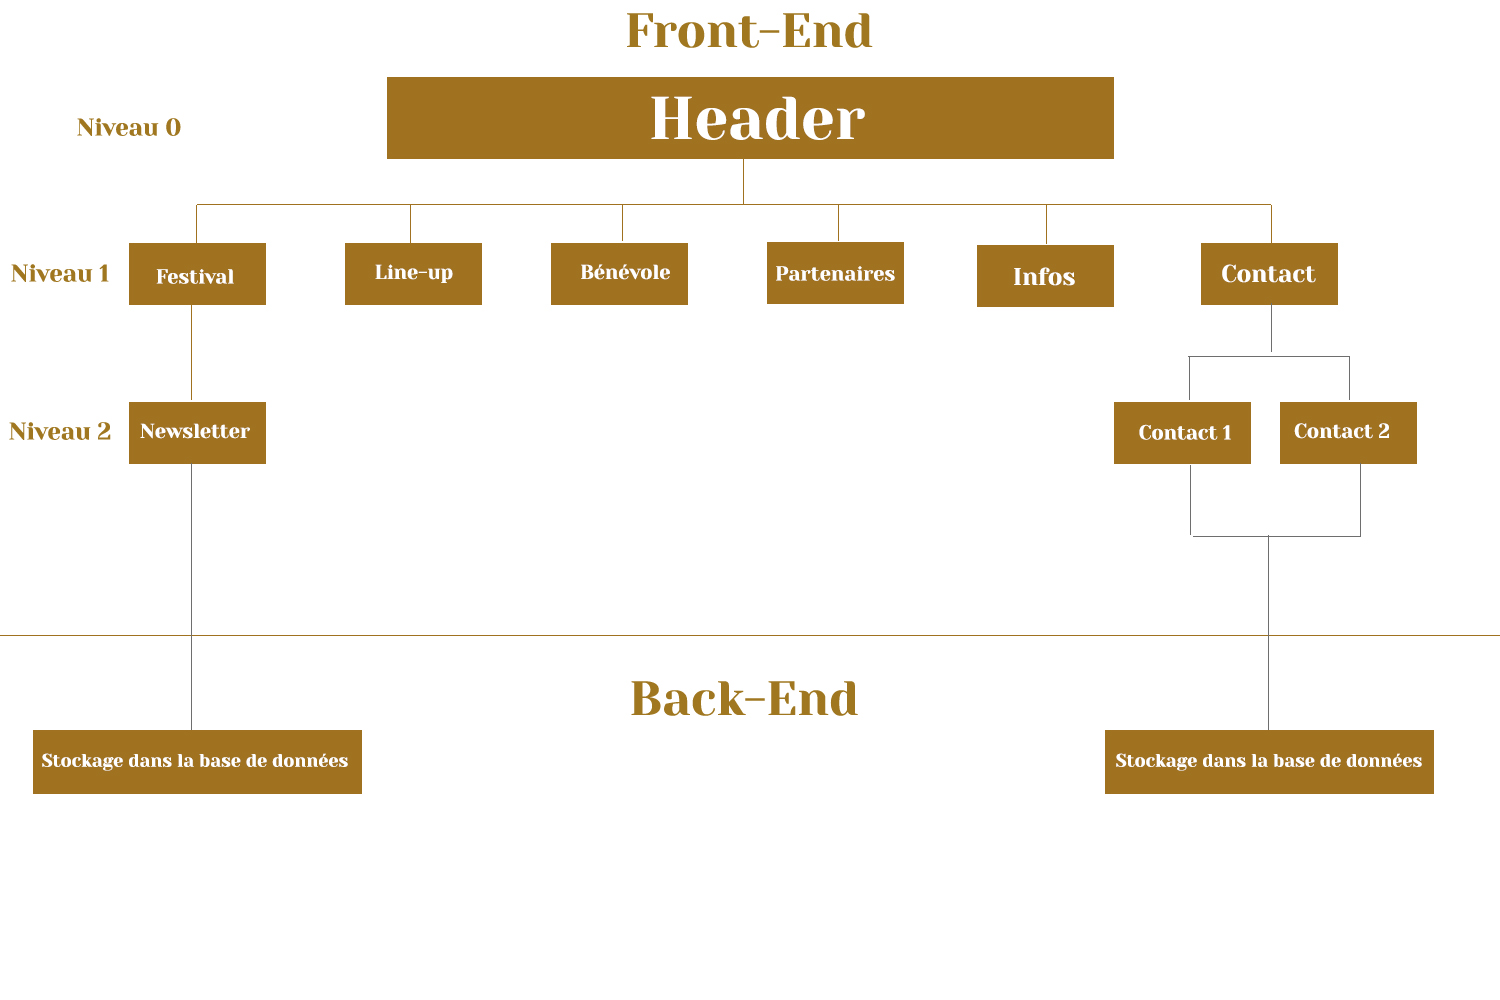 Front-End
Niveau 0
Header
Niveau 1
Festival
Line-up
Bénévole
Partenaires
Infos
Contact
Niveau 2
Newsletter
Contact 1
Contact 2
Back-End
Stockage dans la base de données
Stockage dans la base de données